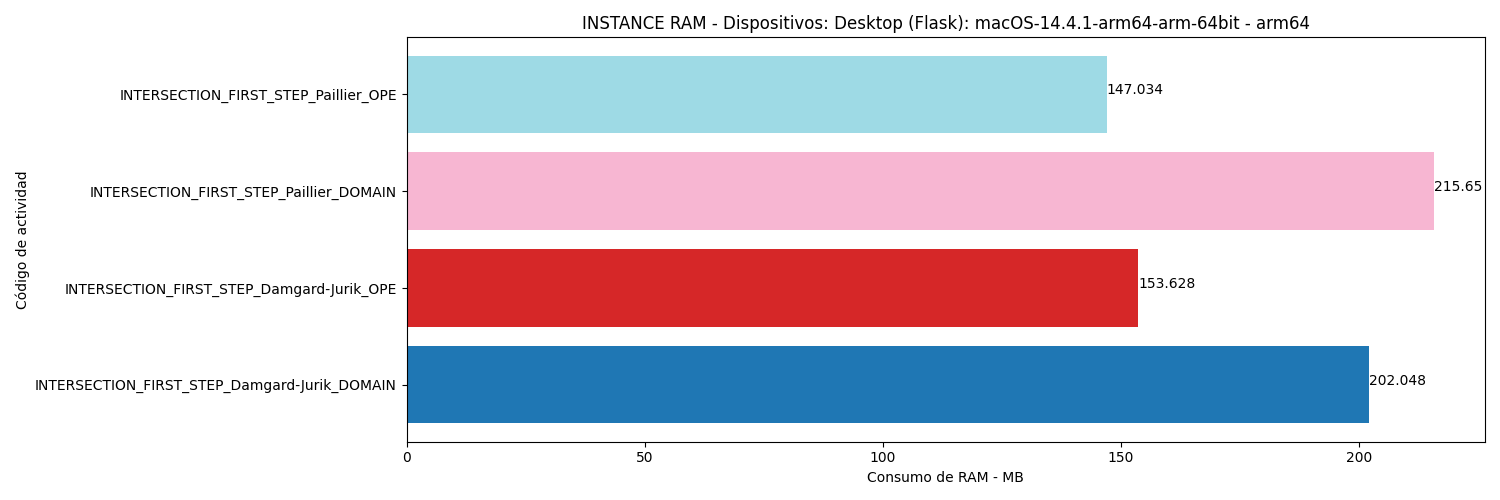 INSTANCE RAM - Dispositivos: Desktop (Flask): macOS-14.4.1-arm64-arm-64bit - arm64
INTERSECTION_FIRST_STEP_Paillier_OPE
147.034
INTERSECTION_FIRST_STEP_Paillier_DOMAIN
215.65
INTERSECTION_FIRST_STEP_Damgard-Jurik_OPE
153.628
INTERSECTION_FIRST_STEP_Damgard-Jurik_DOMAIN
202.048
Código de actividad
0 50 100 150 200
Consumo de RAM - MB